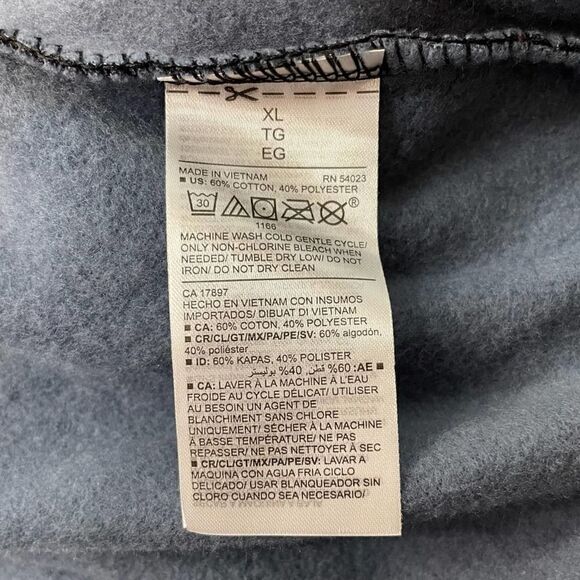 XL
TG
EG
MADE IN VIETNAM RN 54023
■ US: 60% COTTON, 40% POLYESTER
30 ®
1166
MACHINE WASH COLD GENTLE CYCLE/
ONLY NON-CHLORINE BLEACH WHEN
NEEDED/ TUMBLE DRY LOW/ DO NOT
IRON/ DO NOT DRY CLEAN
CA 17897
HECHO EN VIETNAM CON INSUMOS
IMPORTADOS/ DIBUAT DI VIETNAM
■ CA: 60% COTON, 40% POLYESTER
■ CR/CL/GT/MX/PA/PE/SV: 60% algodón,
40% poliéster
■ ID: 60% KAPAS, 40% POLISTER
■ AE: 60% قطن, 40% بوليستر
■ CA: LAVER À LA MACHINE À L'EAU
FROIDE AU CYCLE DÉLICAT/ UTILISER
AU BESOIN UN AGENT DE
BLANCHIMENT SANS CHLORE
UNIQUEMENT/ SÉCHER À LA MACHINE
À BASSE TEMPÉRATURE/ NE PAS
REPASSER/ NE PAS NETTOYER À SEC
■ CR/CL/GT/MX/PA/PE/SV: LAVAR A
MAQUINA CON AGUA FRIA CICLO
DELICADO/ USAR BLANQUEADOR SIN
CLORO CUANDO SEA NECESARIO/